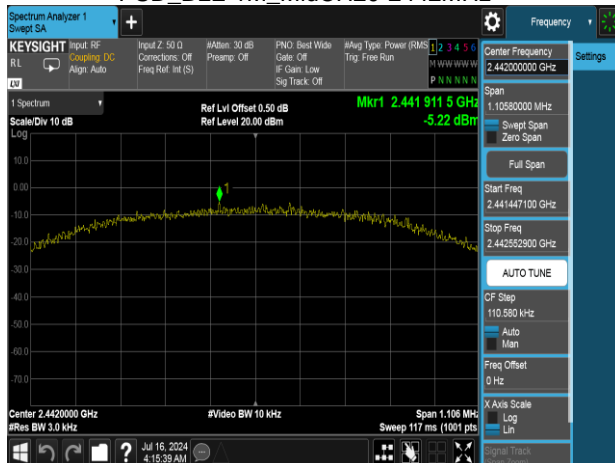 Spectrum Analyzer 1
Swept SA
Frequency
KEYSIGHT
RL
Input: RF
Coupling: DC
Align: Auto
Input Z: 50 Ω
Corrections: Off
Freq Ref: Int (S)
#Atten: 30 dB
Preamp: Off
PNO: Best Wide
Gate: Off
IF Gain: Low
Sig Track: Off
#Avg Type: Power (RMS
Trig: Free Run
1 2 3 4 5 6
M W W W W W
P N N N N N
Center Frequency
2.442000000 GHz
Settings
Span
1.10580000 MHz
Swept Span
Zero Span
Full Span
Start Freq
2.441447100 GHz
Stop Freq
2.442552900 GHz
AUTO TUNE
CF Step
110.580 kHz
Auto
Man
Freq Offset
0 Hz
X Axis Scale
Log
Lin
Signal Track
1 Spectrum
Scale/Div 10 dB
Log
Ref Lvl Offset 0.50 dB
Ref Level 20.00 dBm
Mkr1 2.441 911 5 GHz
-5.22 dBm
1
10.0
0.00
-10.0
-20.0
-30.0
-40.0
-50.0
-60.0
-70.0
Center 2.4420000 GHz
#Res BW 3.0 kHz
#Video BW 10 kHz
Span 1.106 MHz
Sweep 117 ms (1001 pts
?
Jul 16, 2024
4:15:39 AM